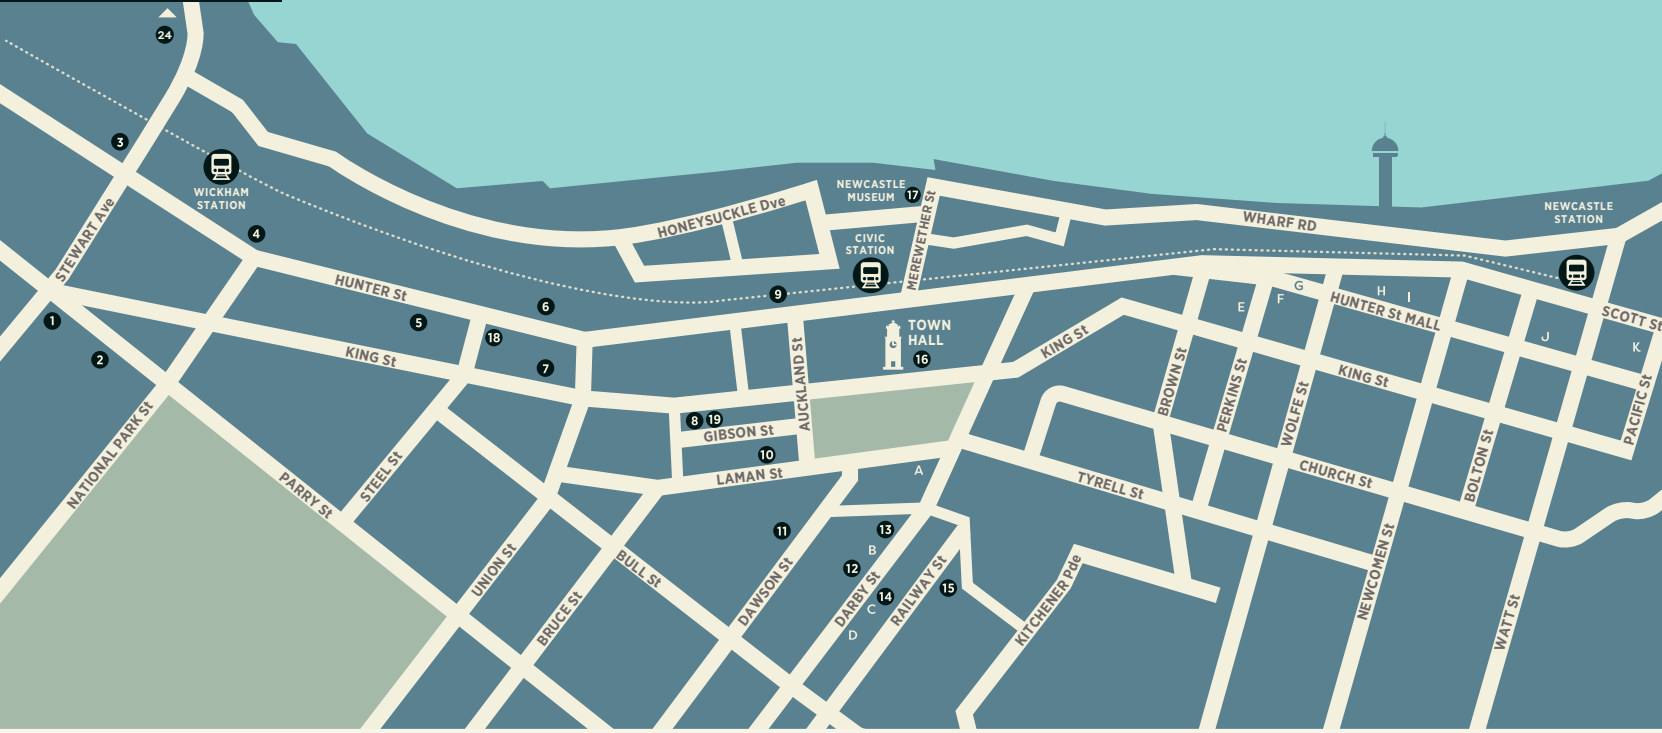 24
3
WICKHAM
STATION
STEWART Ave
4
1
2
HUNTER St
5
6
18
7
KING St
HONEYSUCKLE Dve
NEWCASTLE
MUSEUM
17
CIVIC
STATION
MEREWETHER St
9
WHARF RD
NEWCASTLE
STATION
TOWN
HALL
16
AUCKLAND St
KING St
8
19
GIBSON St
10
LAMAN St
A
E
F
G
H
I
HUNTER St MALL
J
K
SCOTT St
BROWN St
PERKINS St
WOLFE St
KING St
PACIFIC St
BOLTON St
CHURCH St
TYRELL St
NATIONAL PARK St
PARRY St
STEEL St
UNION St
BRUCE St
BULL St
11
DAWSON St
13
B
12
DARBY St
14
C
D
RAILWAY St
15
KITCHENER Pde
NEWCOMEN St
WATT St